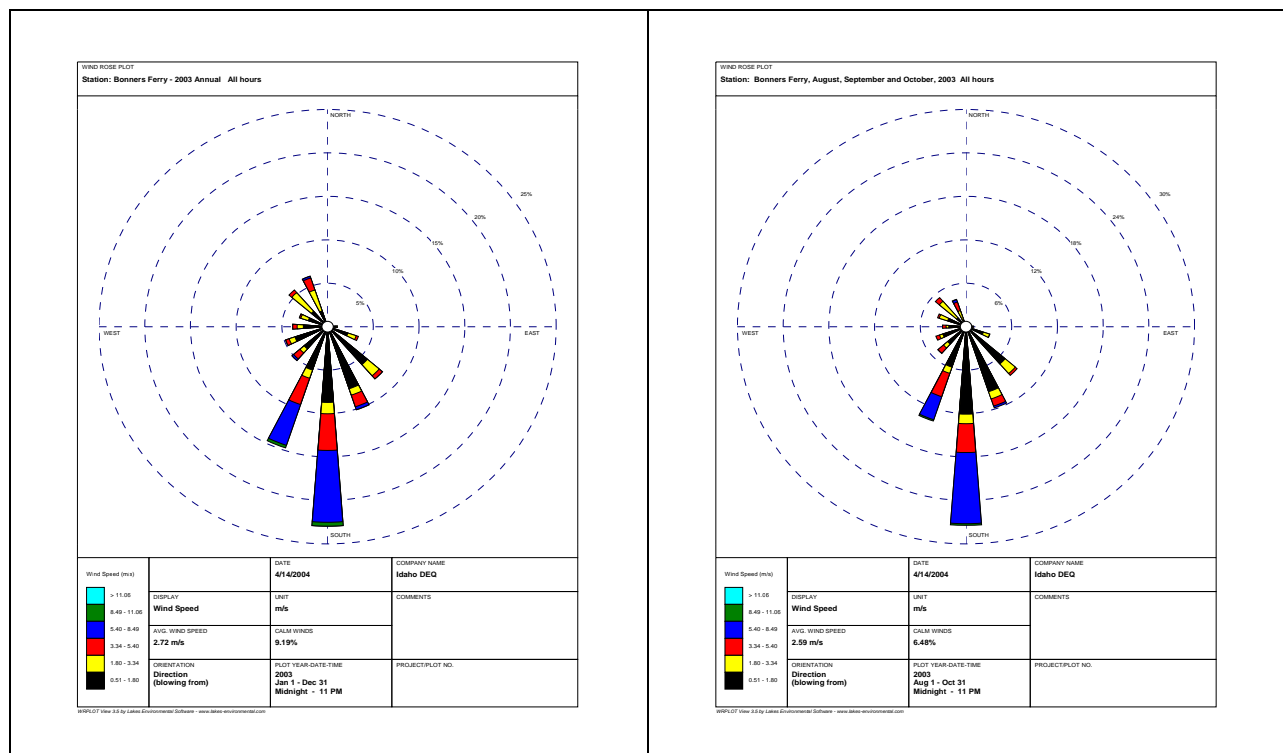 WIND ROSE PLOT
Station: Bonners Ferry - 2003 Annual All hours
NORTH
25%
20%
15%
10%
5%
WEST
EAST
SOUTH
Wind Speed (m/s)
> 11.06
8.49 - 11.06
5.40 - 8.49
3.34 - 5.40
1.80 - 3.34
0.51 - 1.80
DATE
4/14/2004
COMPANY NAME
Idaho DEQ
DISPLAY
Wind Speed
UNIT
m/s
COMMENTS
AVG. WIND SPEED
2.72 m/s
CALM WINDS
9.19%
ORIENTATION
Direction
(blowing from)
PLOT YEAR-DATE-TIME
2003
Jan 1 - Dec 31
Midnight - 11 PM
PROJECT/PLOT NO.
WRPLOT View 3.5 by Lakes Environmental Software - www.lakes-environmental.com
WIND ROSE PLOT
Station: Bonners Ferry, August, September and October, 2003 All hours
NORTH
30%
24%
18%
12%
6%
WEST
EAST
SOUTH
Wind Speed (m/s)
> 11.06
8.49 - 11.06
5.40 - 8.49
3.34 - 5.40
1.80 - 3.34
0.51 - 1.80
DATE
4/14/2004
COMPANY NAME
Idaho DEQ
DISPLAY
Wind Speed
UNIT
m/s
COMMENTS
AVG. WIND SPEED
2.59 m/s
CALM WINDS
6.48%
ORIENTATION
Direction
(blowing from)
PLOT YEAR-DATE-TIME
2003
Aug 1 - Oct 31
Midnight - 11 PM
PROJECT/PLOT NO.
WRPLOT View 3.5 by Lakes Environmental Software - www.lakes-environmental.com